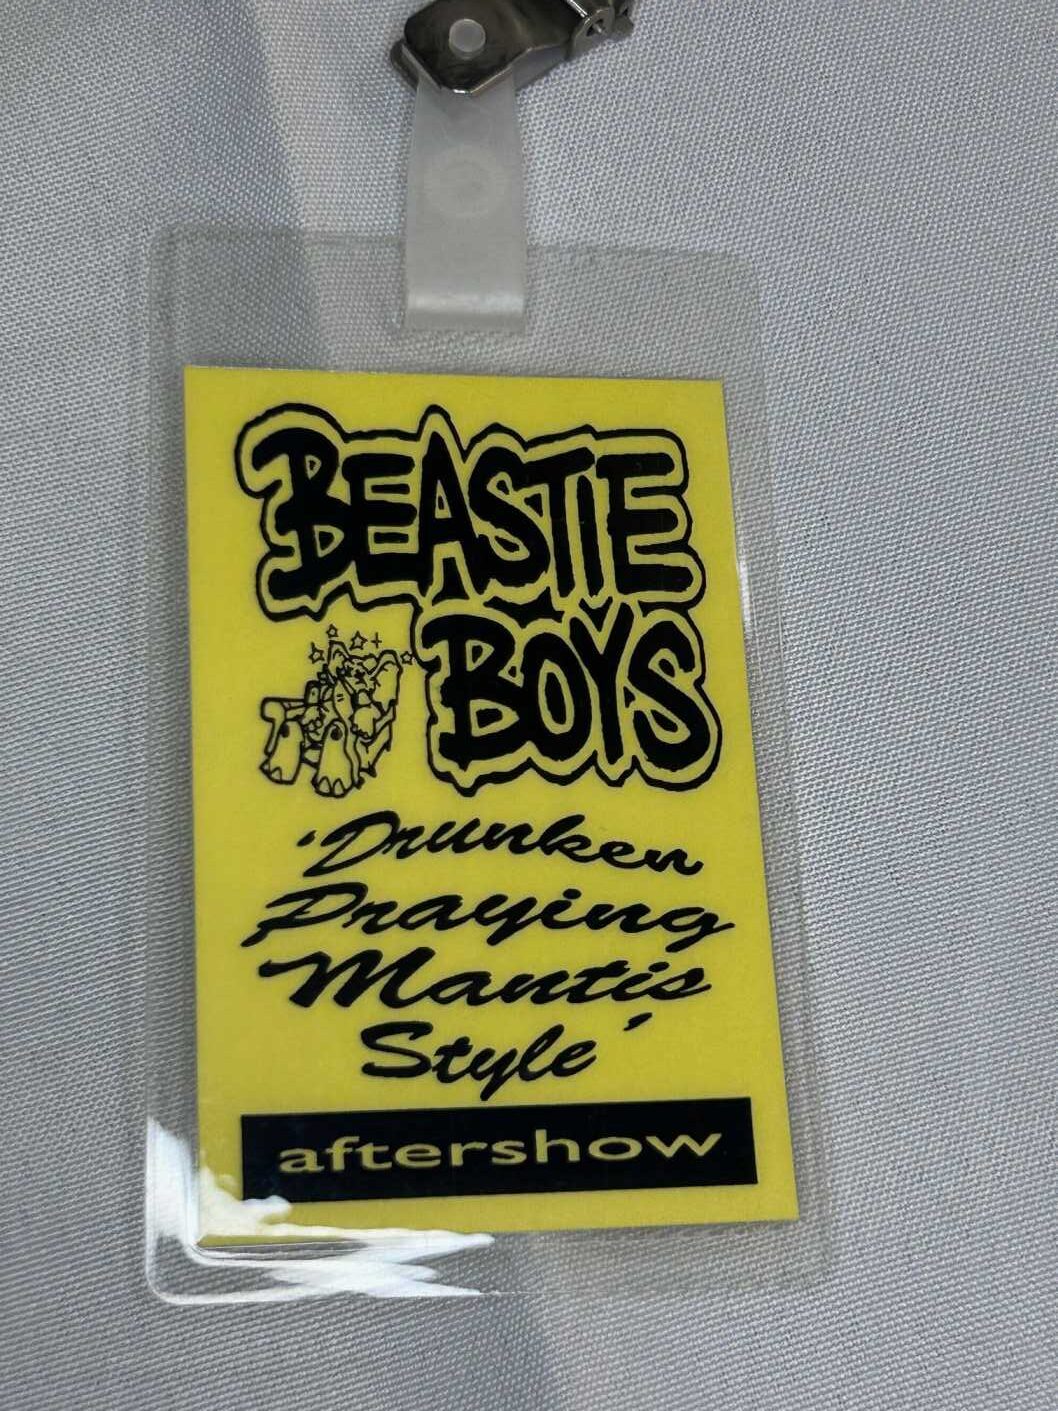 BEASTIE
BOYS
'Drunken
Praying
Mantis
Style'
aftershow